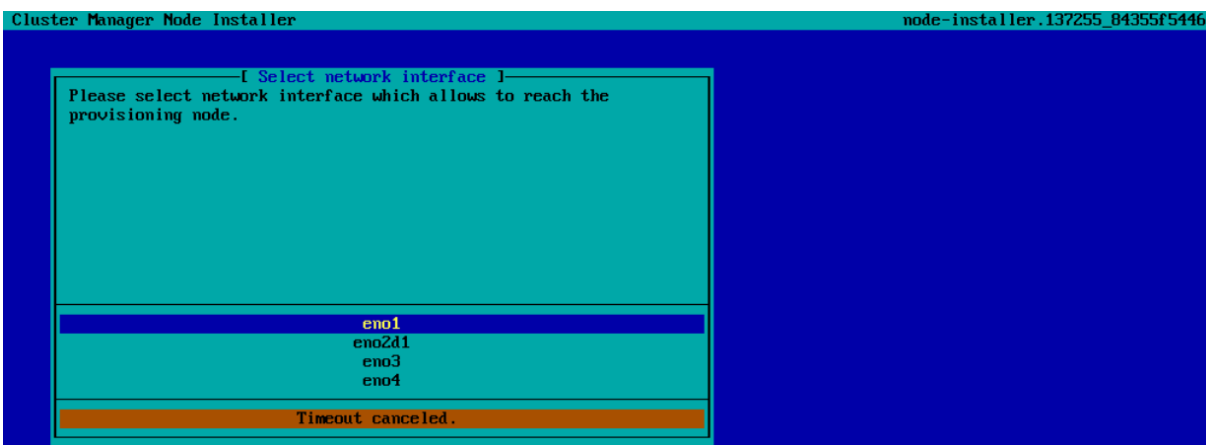 Cluster Manager Node Installer
node-installer.137255_84355f5446
[ Select network interface ]
Please select network interface which allows to reach the
provisioning node.
eno1
eno2d1
eno3
eno4
Timeout canceled.